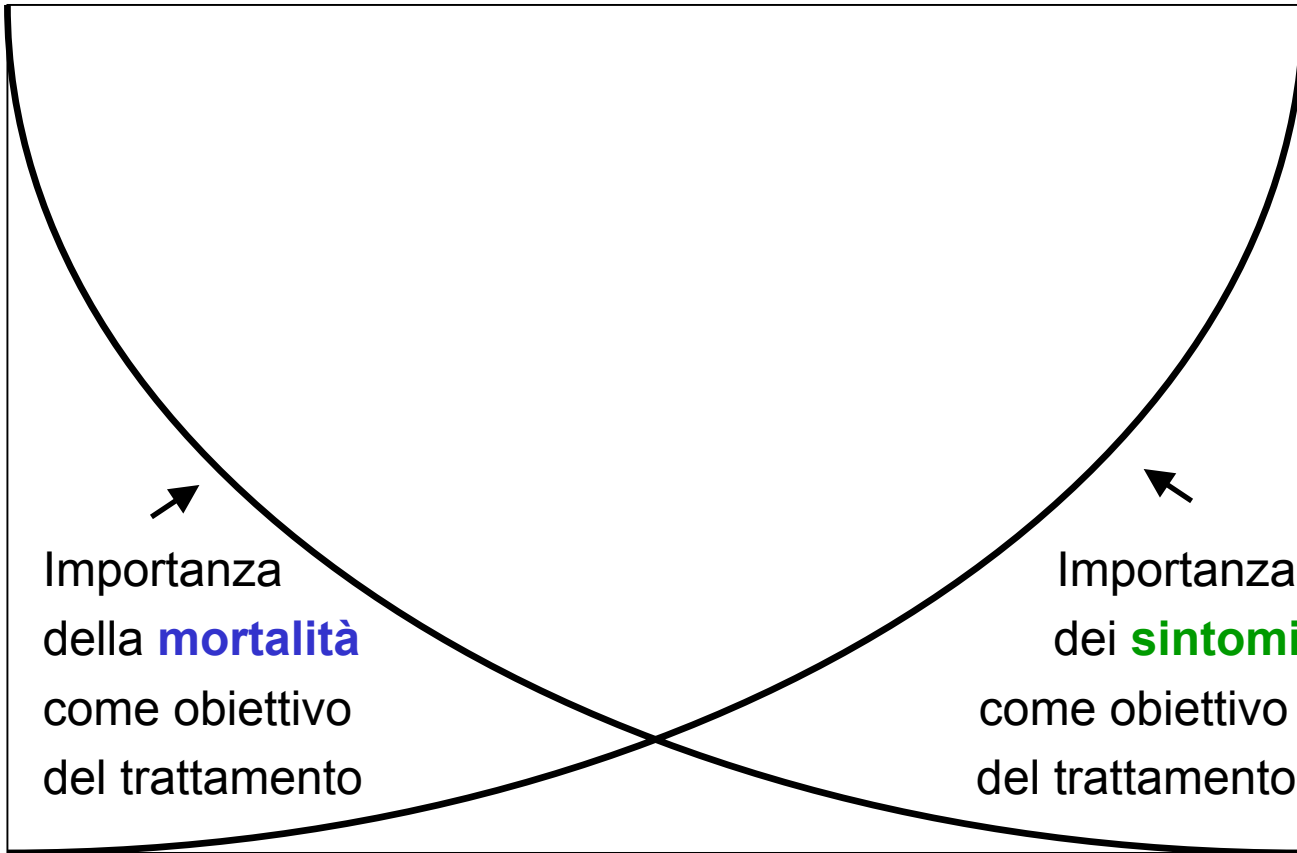 Importanza
della mortalità
come obiettivo
del trattamento
Importanza
dei sintomi
come obiettivo
del trattamento